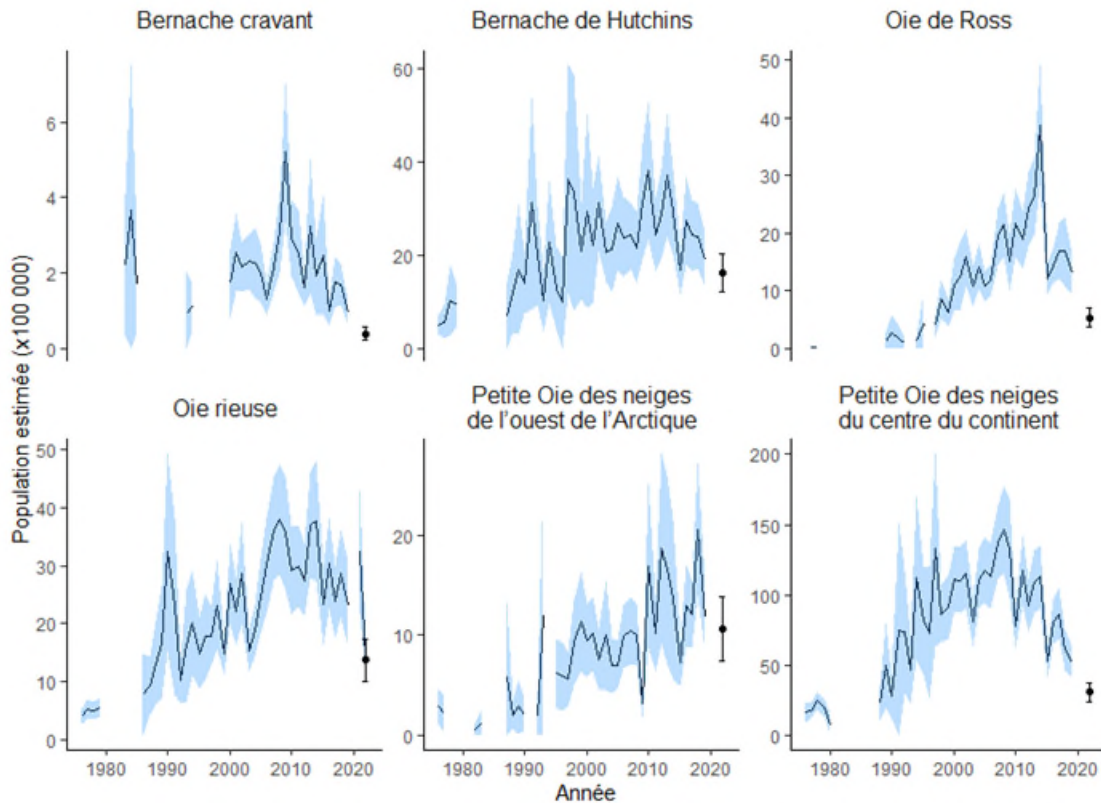 Bernache cravant
Bernache de Hutchins
Oie de Ross
6
4
2
0
60
40
20
0
50
40
30
20
10
0
Population estimée (x100 000)
Oie rieuse
Petite Oie des neiges
de l’ouest de l’Arctique
Petite Oie des neiges
du centre du continent
50
40
30
20
10
0
20
10
0
200
150
100
50
0
1980 1990 2000 2010 2020
1980 1990 2000 2010 2020
1980 1990 2000 2010 2020
Année